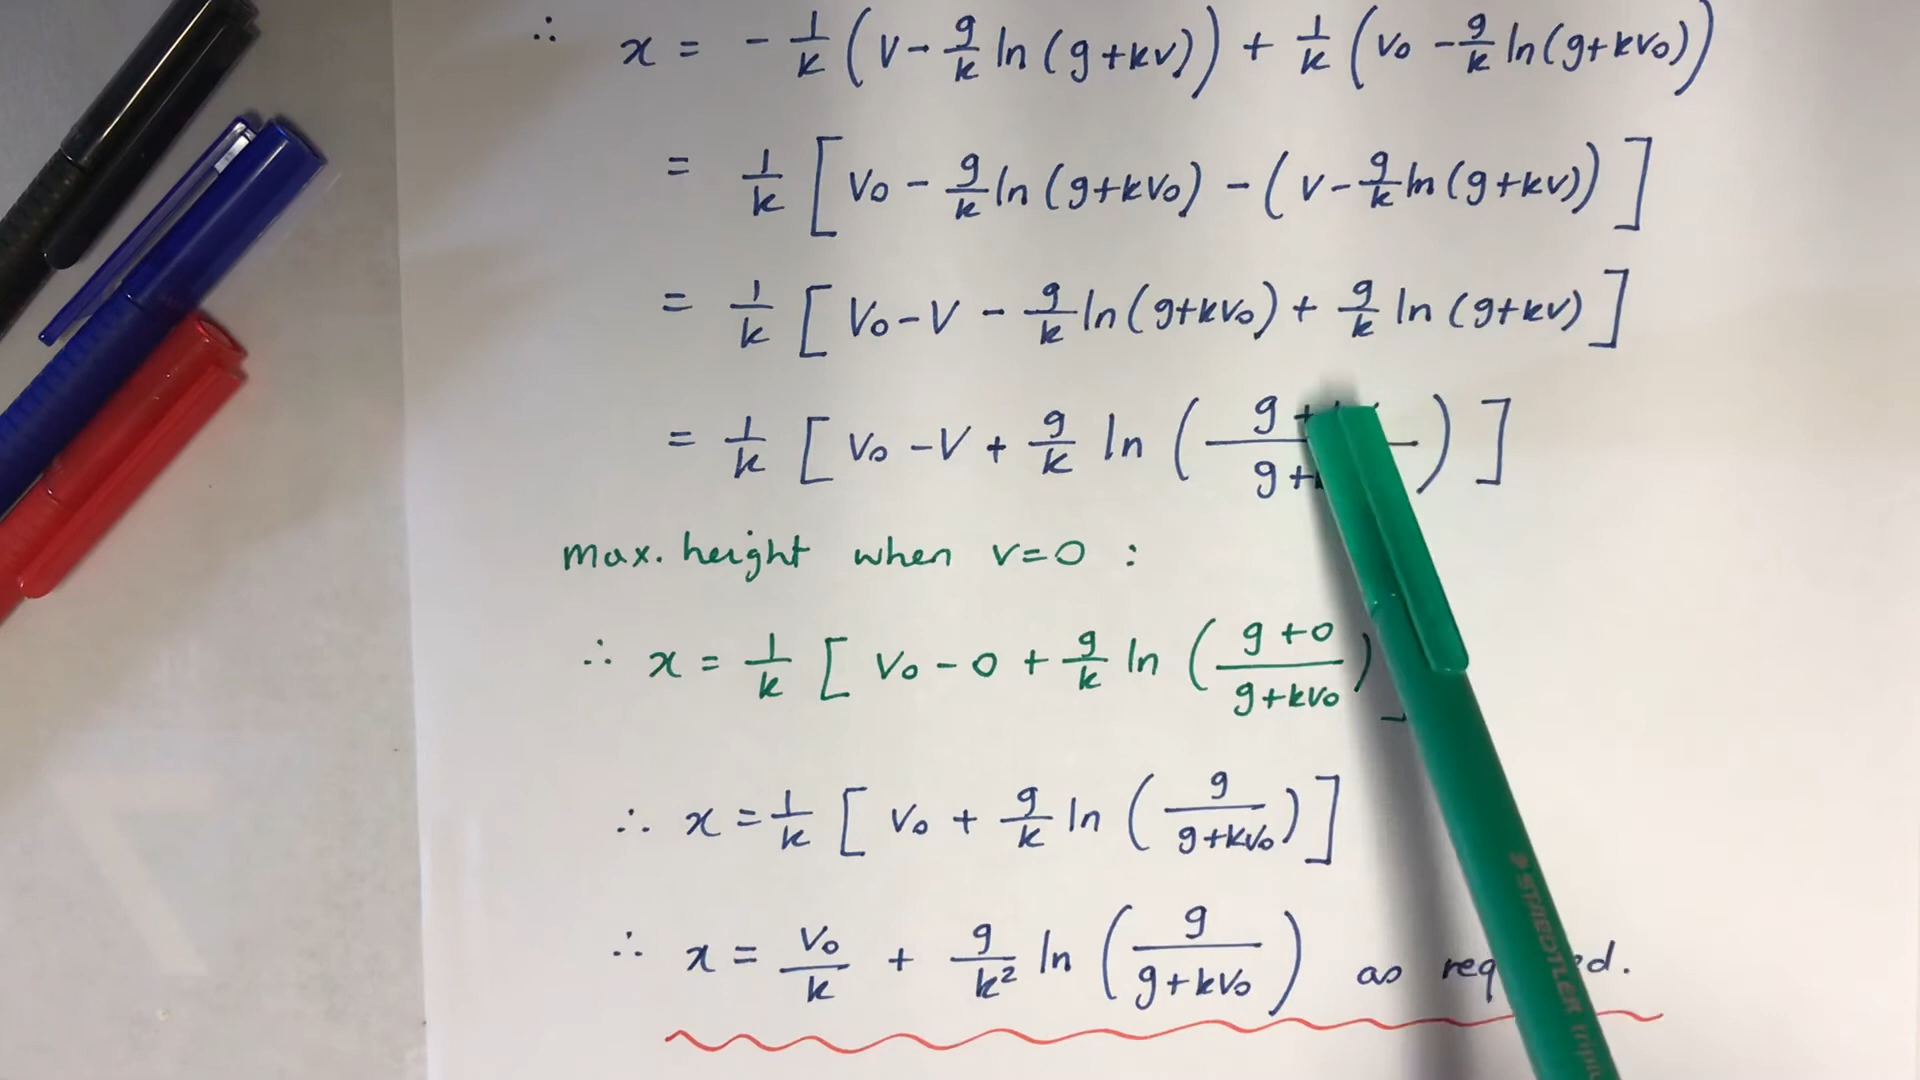 ∴ x = - 1/k (v - g/k ln (g+kv)) + 1/k (v₀ - g/k ln(g+kv₀))
= 1/k [ v₀ - g/k ln (g+kv₀) - ( v - g/k ln (g+kv)) ]
= 1/k [ v₀ - v - g/k ln (g+kv₀) + g/k ln (g+kv) ]
= 1/k [ v₀ - v + g/k ln ( g+ / g+ ) ]
max. height when v=0 :
∴ x = 1/k [ v₀ - 0 + g/k ln ( g+0 / g+kv₀ ) ]
∴ x = 1/k [ v₀ + g/k ln ( g / g+kv₀ ) ]
∴ x = v₀/k + g/k² ln ( g / g+kv₀ ) as req d.
STAEDTLER